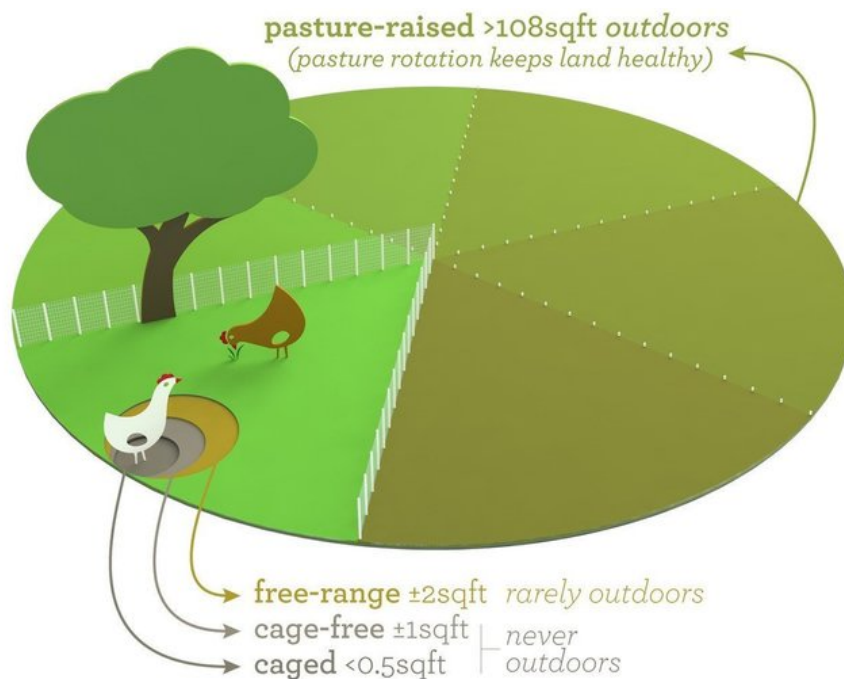 pasture-raised >108sqft outdoors
(pasture rotation keeps land healthy)
free-range ±2sqft rarely outdoors
cage-free ±1sqft
caged <0.5sqft
never
outdoors